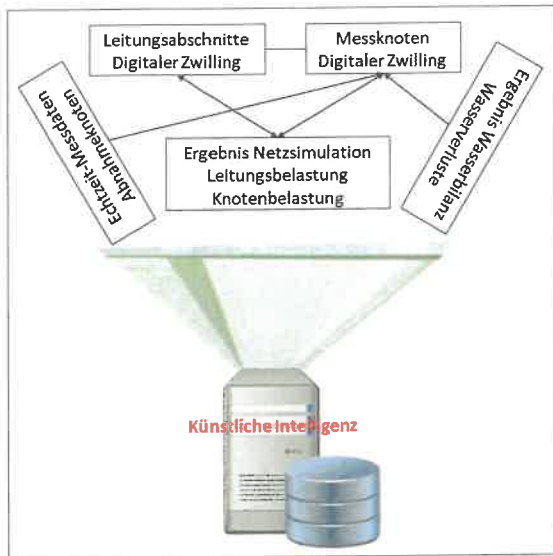 Leitungsabschnitte
Digitaler Zwilling
Messknoten
Digitaler Zwilling
Echtzeit-Messdaten
Abnahmeknoten
Ergebnis Netzsimulation
Leitungsbelastung
Knotenbelastung
Ergebnis Wasserbilanz
Wasserverluste
Künstliche Intelligenz